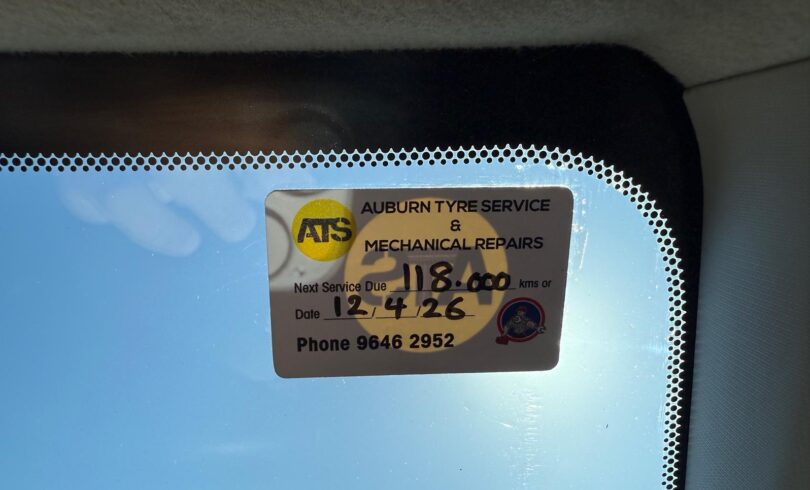 ATS
AUBURN TYRE SERVICE
&
MECHANICAL REPAIRS
Next Service Due 118.000 kms or
Date 12/4/26
Phone 9646 2952